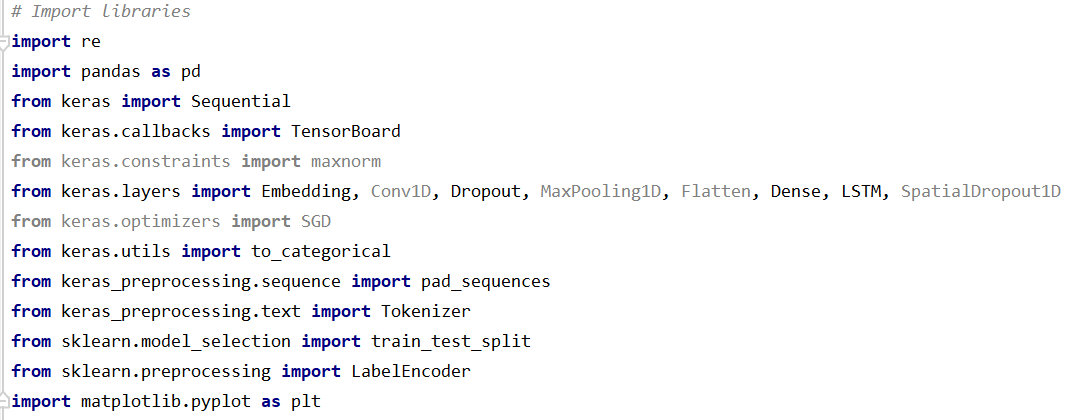 # Import libraries
import re
import pandas as pd
from keras import Sequential
from keras.callbacks import TensorBoard
from keras.constraints import maxnorm
from keras.layers import Embedding, Conv1D, Dropout, MaxPooling1D, Flatten, Dense, LSTM, SpatialDropout1D
from keras.optimizers import SGD
from keras.utils import to_categorical
from keras_preprocessing.sequence import pad_sequences
from keras_preprocessing.text import Tokenizer
from sklearn.model_selection import train_test_split
from sklearn.preprocessing import LabelEncoder
import matplotlib.pyplot as plt